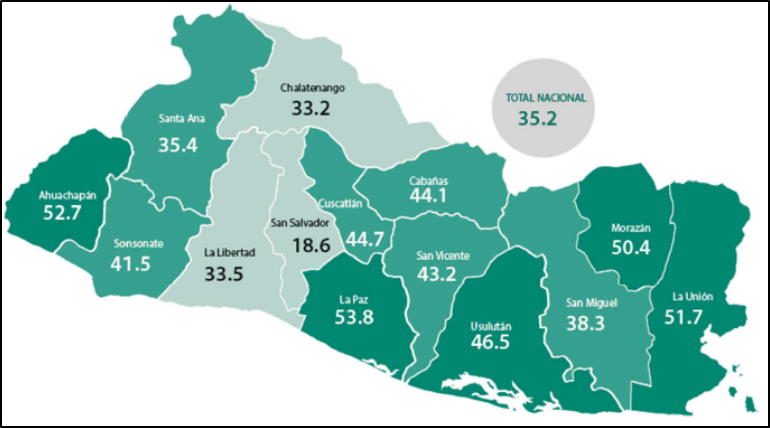 Chalatenango
33.2
TOTAL NACIONAL
35.2
Santa Ana
35.4
Ahuachapán
52.7
Sonsonate
41.5
La Libertad
33.5
San Salvador
18.6
Cuscatlán
44.7
Cabañas
44.1
San Vicente
43.2
La Paz
53.8
Usulután
46.5
San Miguel
38.3
Morazán
50.4
La Unión
51.7